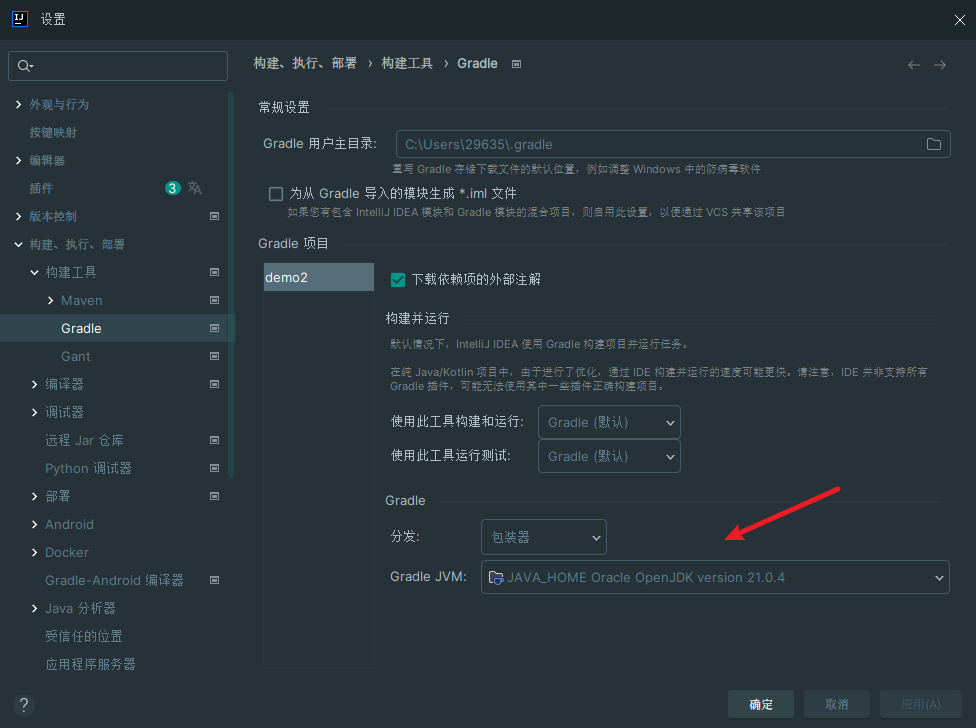 设置
构建、执行、部署 › 构建工具 › Gradle
外观与行为
按键映射
编辑器
插件 3
版本控制
构建、执行、部署
构建工具
Maven
Gradle
Gant
编译器
调试器
远程 Jar 仓库
Python 调试器
部署
Android
Docker
Gradle-Android 编译器
Java 分析器
受信任的位置
应用程序服务器
常规设置
Gradle 用户主目录: C:\Users\29635\.gradle
重写 Gradle 存储下载文件的默认位置，例如调整 Windows 中的防病毒软件
为从 Gradle 导入的模块生成 *.iml 文件
如果您有包含 IntelliJ IDEA 模块和 Gradle 模块的混合项目，则启用此设置，以便通过 VCS 共享该项目
Gradle 项目
demo2
下载依赖项的外部注解
构建并运行
默认情况下，IntelliJ IDEA 使用 Gradle 构建项目并运行任务。
在纯 Java/Kotlin 项目中，由于进行了优化，通过 IDE 构建并运行的速度可能更快。请注意，IDE 并非支持所有
Gradle 插件，可能无法使用其中一些插件正确构建项目。
使用此工具构建和运行: Gradle (默认)
使用此工具运行测试: Gradle (默认)
Gradle
分发: 包装器
Gradle JVM: JAVA_HOME Oracle OpenJDK version 21.0.4
? 确定 取消 应用(A)